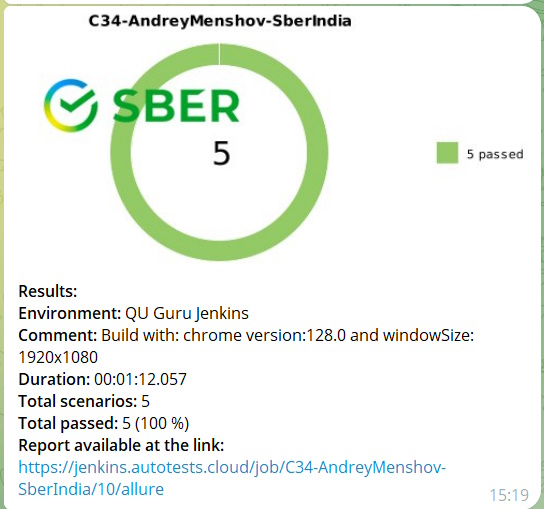 C34-AndreyMenshov-SberIndia
SBER
5
5 passed
Results:
Environment: QU Guru Jenkins
Comment: Build with: chrome version:128.0 and windowSize:
1920x1080
Duration: 00:01:12.057
Total scenarios: 5
Total passed: 5 (100 %)
Report available at the link:
https://jenkins.autotests.cloud/job/C34-AndreyMenshov-
SberIndia/10/allure
15:19